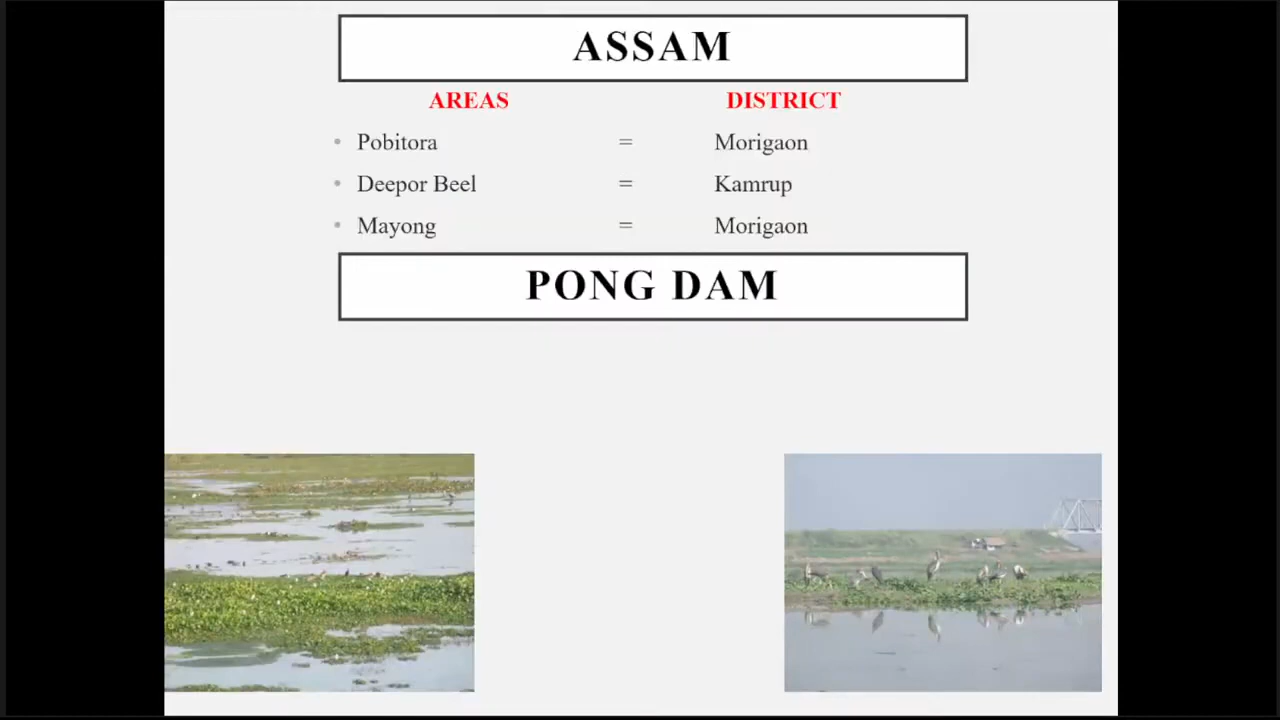 ASSAM
AREAS DISTRICT
• Pobitora = Morigaon
• Deepor Beel = Kamrup
• Mayong = Morigaon
PONG DAM